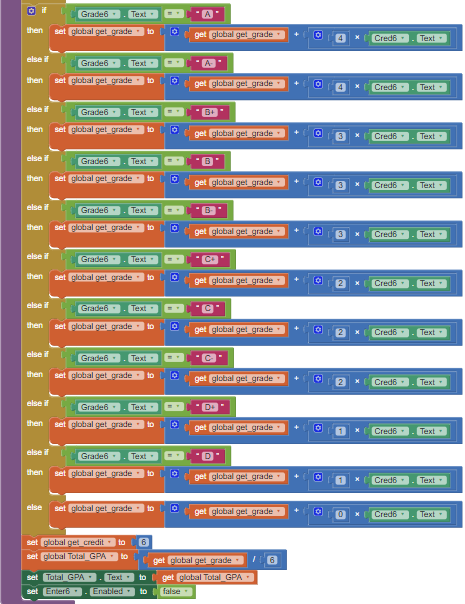 if Grade6 . Text = " A "
then set global get_grade to get global get_grade + 4 × Cred6 . Text
else if Grade6 . Text = " A- "
then set global get_grade to get global get_grade + 4 × Cred6 . Text
else if Grade6 . Text = " B+ "
then set global get_grade to get global get_grade + 3 × Cred6 . Text
else if Grade6 . Text = " B "
then set global get_grade to get global get_grade + 3 × Cred6 . Text
else if Grade6 . Text = " B- "
then set global get_grade to get global get_grade + 3 × Cred6 . Text
else if Grade6 . Text = " C+ "
then set global get_grade to get global get_grade + 2 × Cred6 . Text
else if Grade6 . Text = " C "
then set global get_grade to get global get_grade + 2 × Cred6 . Text
else if Grade6 . Text = " C- "
then set global get_grade to get global get_grade + 2 × Cred6 . Text
else if Grade6 . Text = " D+ "
then set global get_grade to get global get_grade + 1 × Cred6 . Text
else if Grade6 . Text = " D "
then set global get_grade to get global get_grade + 1 × Cred6 . Text
else set global get_grade to get global get_grade + 0 × Cred6 . Text
set global get_credit to 6
set global Total_GPA to get global get_grade / 6
set Total_GPA . Text to get global Total_GPA
set Enter6 . Enabled to false